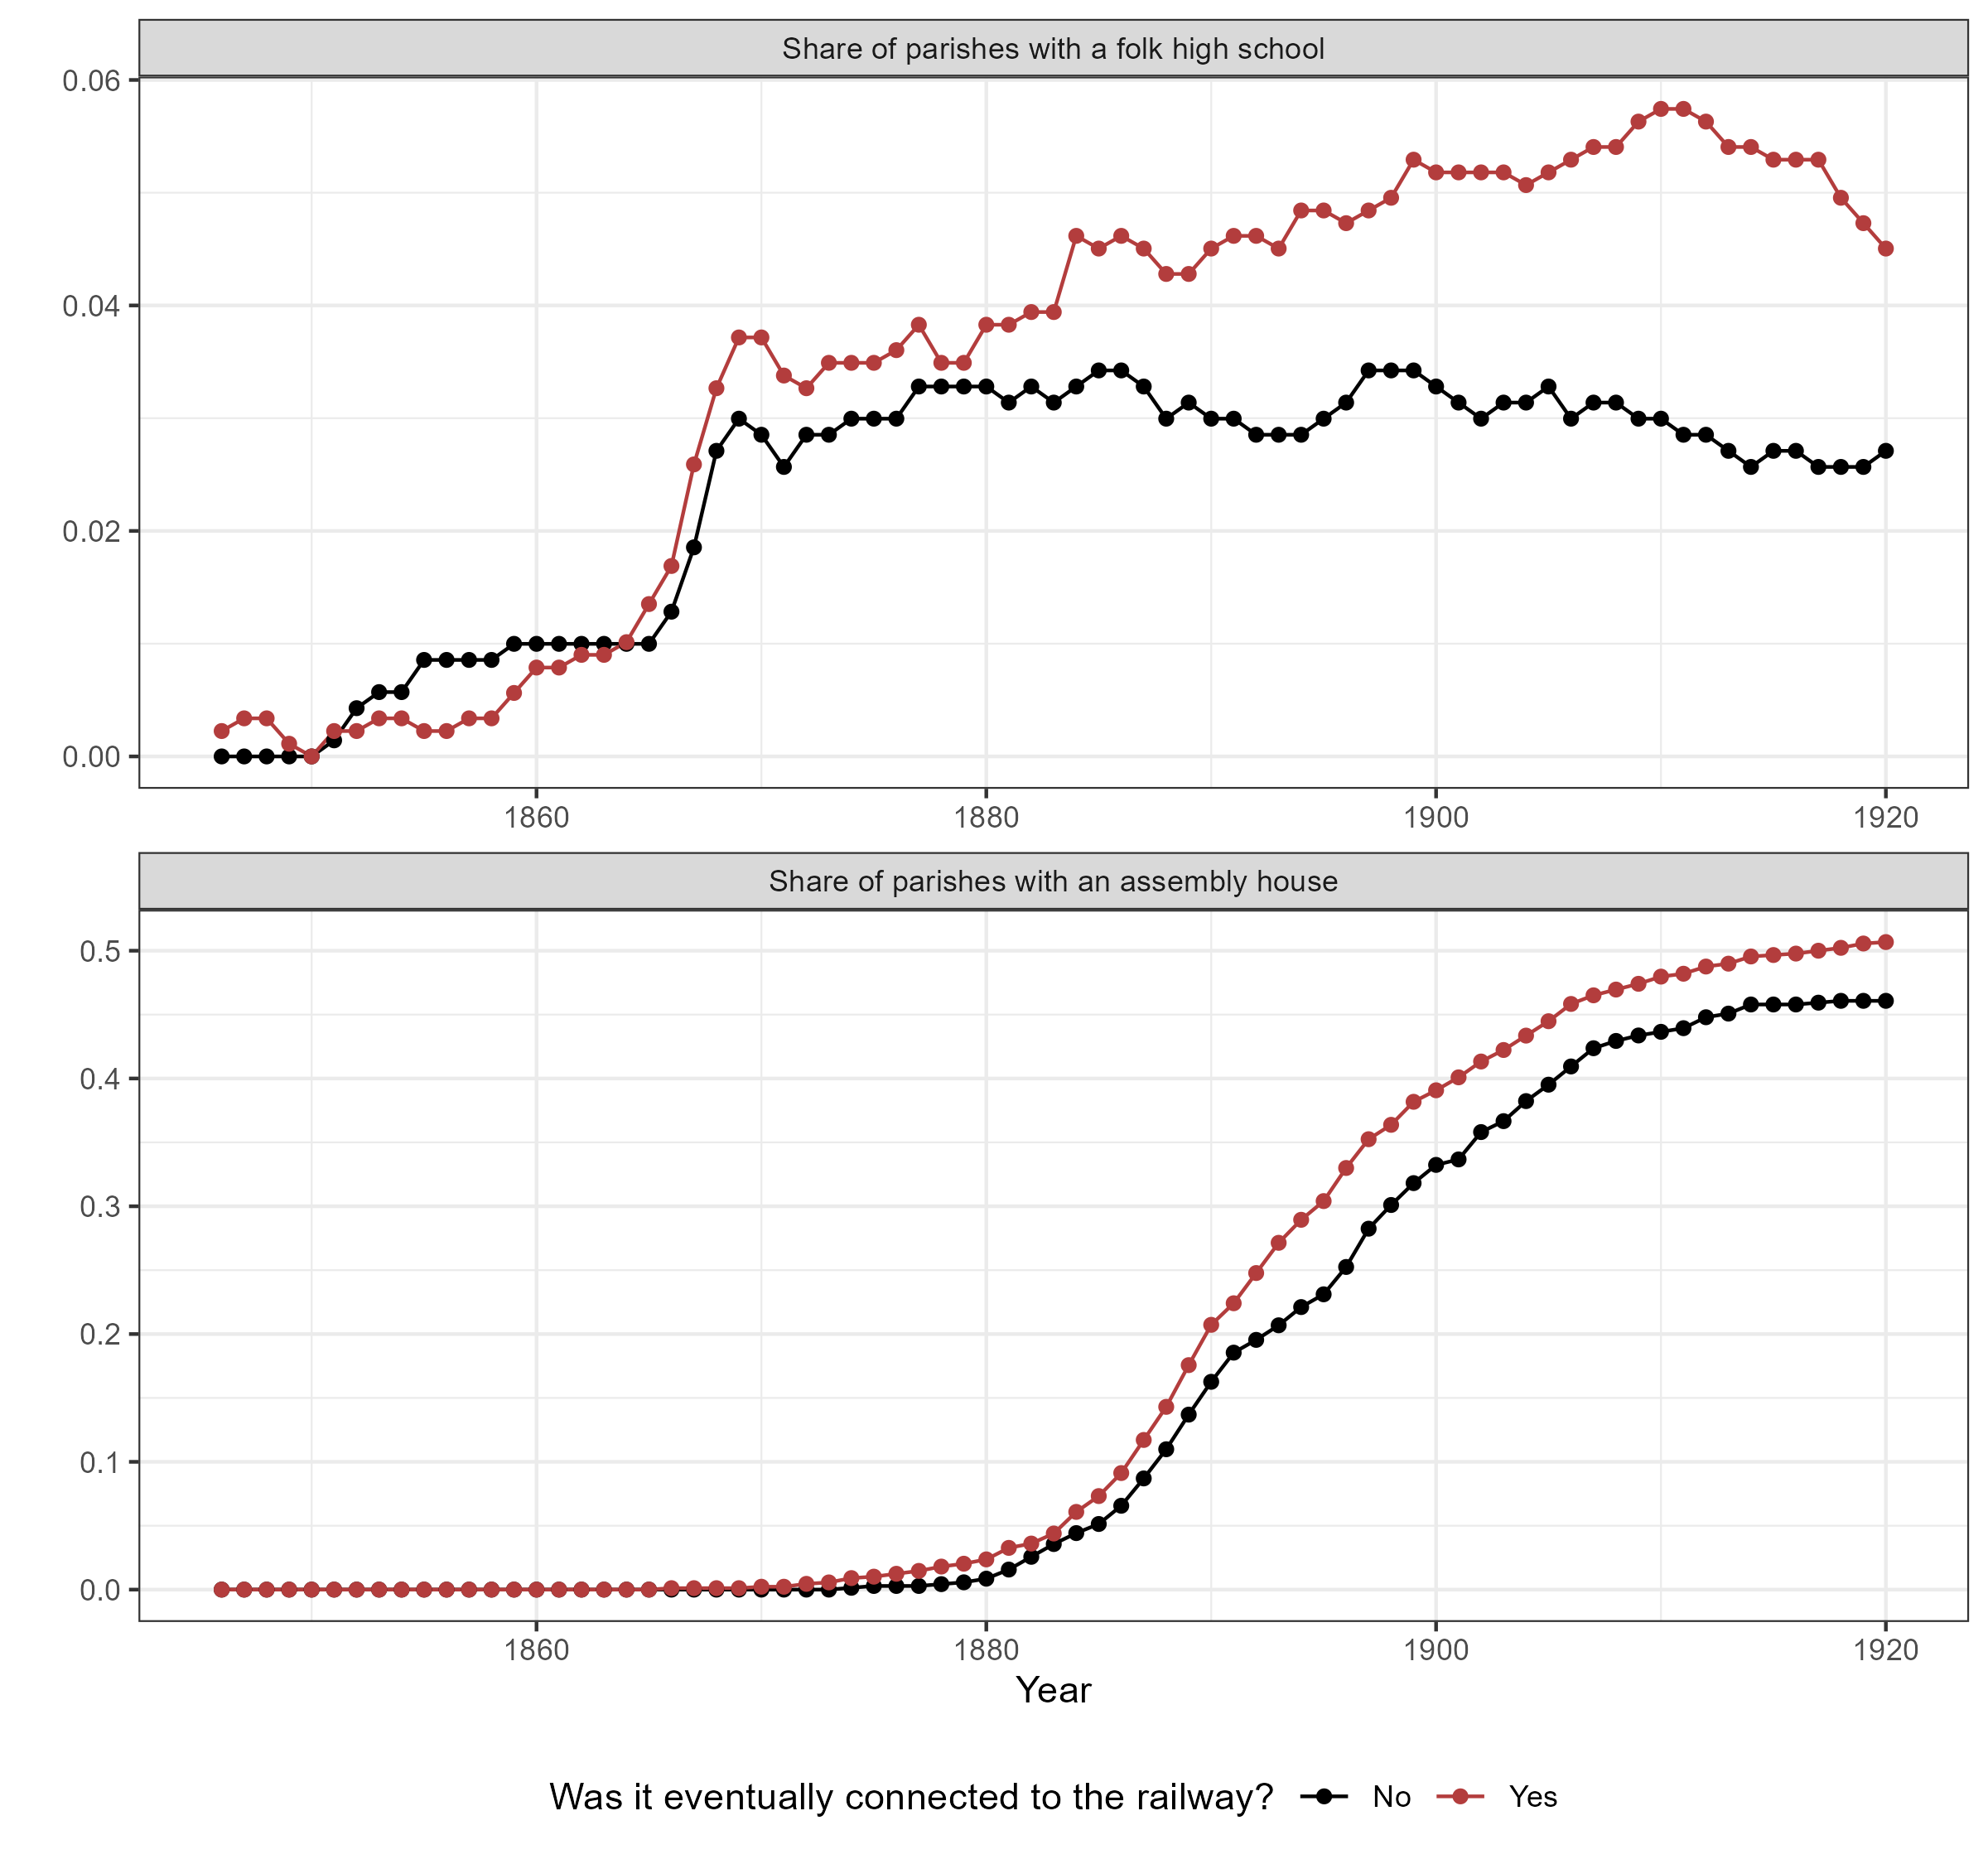 Share of parishes with a folk high school
0.06
0.04
0.02
0.00
1860 1880 1900 1920
Share of parishes with an assembly house
0.5
0.4
0.3
0.2
0.1
0.0
1860 1880 1900 1920
Year
Was it eventually connected to the railway? No Yes